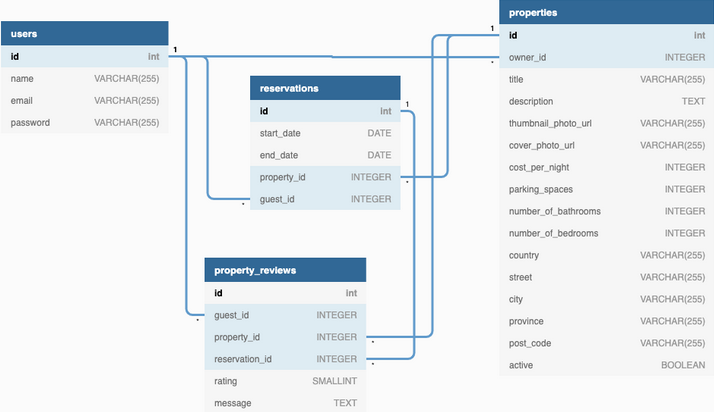 users
id int
name VARCHAR(255)
email VARCHAR(255)
password VARCHAR(255)
1
reservations
id int
start_date DATE
end_date DATE
property_id INTEGER
guest_id INTEGER
1
*
*
property_reviews
id int
guest_id INTEGER
property_id INTEGER
reservation_id INTEGER
rating SMALLINT
message TEXT
*
*
*
properties
id int
owner_id INTEGER
title VARCHAR(255)
description TEXT
thumbnail_photo_url VARCHAR(255)
cover_photo_url VARCHAR(255)
cost_per_night INTEGER
parking_spaces INTEGER
number_of_bathrooms INTEGER
number_of_bedrooms INTEGER
country VARCHAR(255)
street VARCHAR(255)
city VARCHAR(255)
province VARCHAR(255)
post_code VARCHAR(255)
active BOOLEAN
1
*